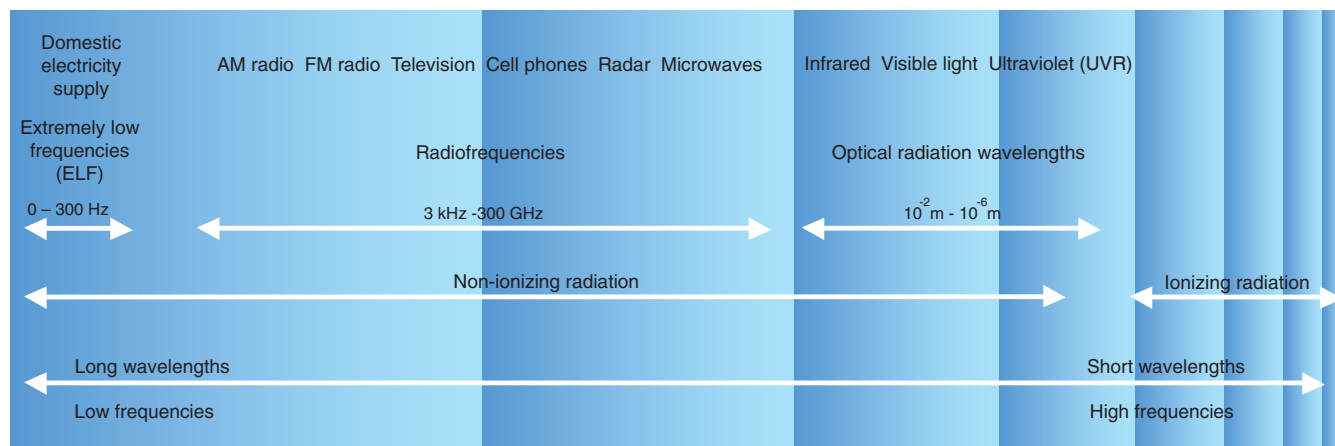 Domestic
electricity
supply
AM radio FM radio Television Cell phones Radar Microwaves
Infrared Visible light Ultraviolet (UVR)
Extremely low
frequencies
(ELF)
Radiofrequencies
Optical radiation wavelengths
0 – 300 Hz
3 kHz -300 GHz
10⁻²m - 10⁻⁶m
Non-ionizing radiation
Ionizing radiation
Long wavelengths
Short wavelengths
Low frequencies
High frequencies